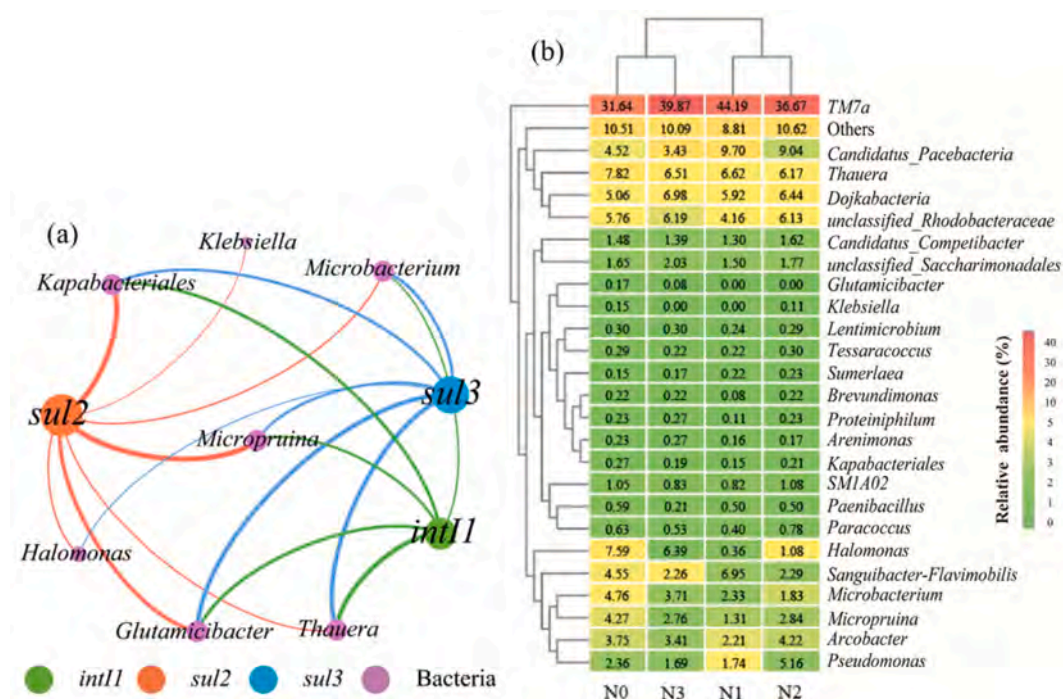 (a)
Klebsiella
Kapabacteriales
Microbacterium
sul2
sul3
Micropruina
intI1
Halomonas
Glutamicibacter
Thauera
intI1 sul2 sul3 Bacteria
(b)
31.64 39.87 44.19 36.67 TM7a
10.51 10.09 8.81 10.62 Others
4.52 3.43 9.70 9.04 Candidatus_Pacebacteria
7.82 6.51 6.62 6.17 Thauera
5.06 6.98 5.92 6.44 Dojkabacteria
5.76 6.19 4.16 6.13 unclassified_Rhodobacteraceae
1.48 1.39 1.30 1.62 Candidatus_Competibacter
1.65 2.03 1.50 1.77 unclassified_Saccharimonadales
0.17 0.08 0.00 0.00 Glutamicibacter
0.15 0.00 0.00 0.11 Klebsiella
0.30 0.30 0.24 0.29 Lentimicrobium
0.29 0.22 0.22 0.30 Tessaracoccus
0.15 0.17 0.22 0.23 Sumerlaea
0.22 0.22 0.08 0.22 Brevundimonas
0.23 0.27 0.11 0.23 Proteiniphilum
0.23 0.27 0.16 0.17 Arenimonas
0.27 0.19 0.15 0.21 Kapabacteriales
1.05 0.83 0.82 1.08 SM1A02
0.59 0.21 0.50 0.50 Paenibacillus
0.63 0.53 0.40 0.78 Paracoccus
7.59 6.39 0.36 1.08 Halomonas
4.55 2.26 6.95 2.29 Sanguibacter-Flavimobilis
4.76 3.71 2.33 1.83 Microbacterium
4.27 2.76 1.31 2.84 Micropruina
3.75 3.41 2.21 4.22 Arcobacter
2.36 1.69 1.74 5.16 Pseudomonas
N0 N3 N1 N2
Relative abundance (%)
40
30
20
10
5
4
3
2
1
0